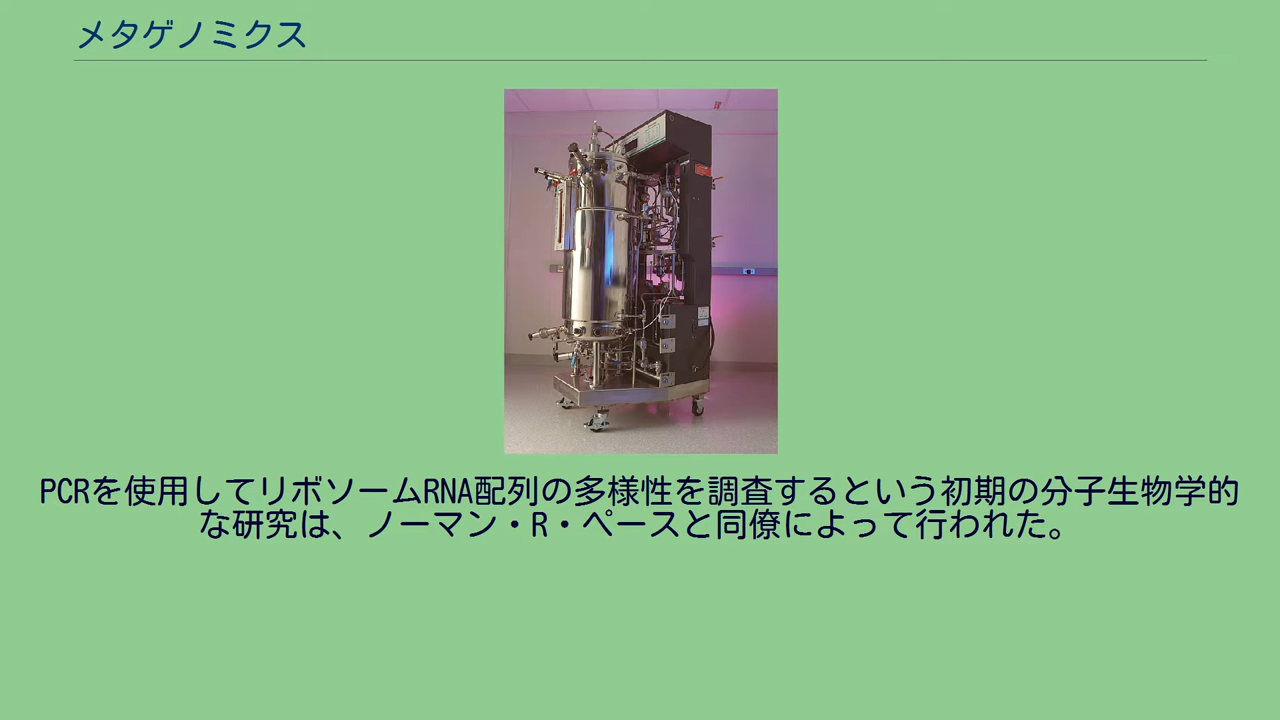 メタゲノミクス
PCRを使用してリボソームRNA配列の多様性を調査するという初期の分子生物学的
な研究は、ノーマン・R・ペースと同僚によって行われた。